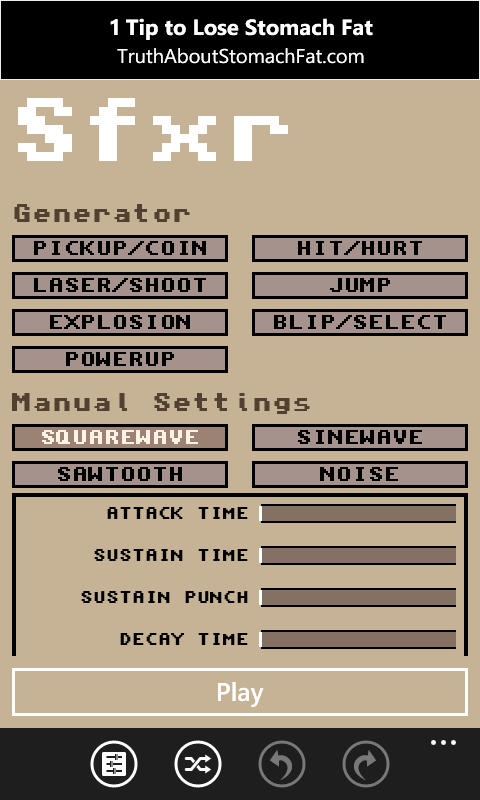 1 Tip to Lose Stomach Fat
TruthAboutStomachFat.com
Sfxr
Generator
PICKUP/COIN HIT/HURT
LASER/SHOOT JUMP
EXPLOSION BLIP/SELECT
POWERUP
Manual Settings
SQUAREWAVE SINEWAVE
SAWTOOTH NOISE
ATTACK TIME
SUSTAIN TIME
SUSTAIN PUNCH
DECAY TIME
Play